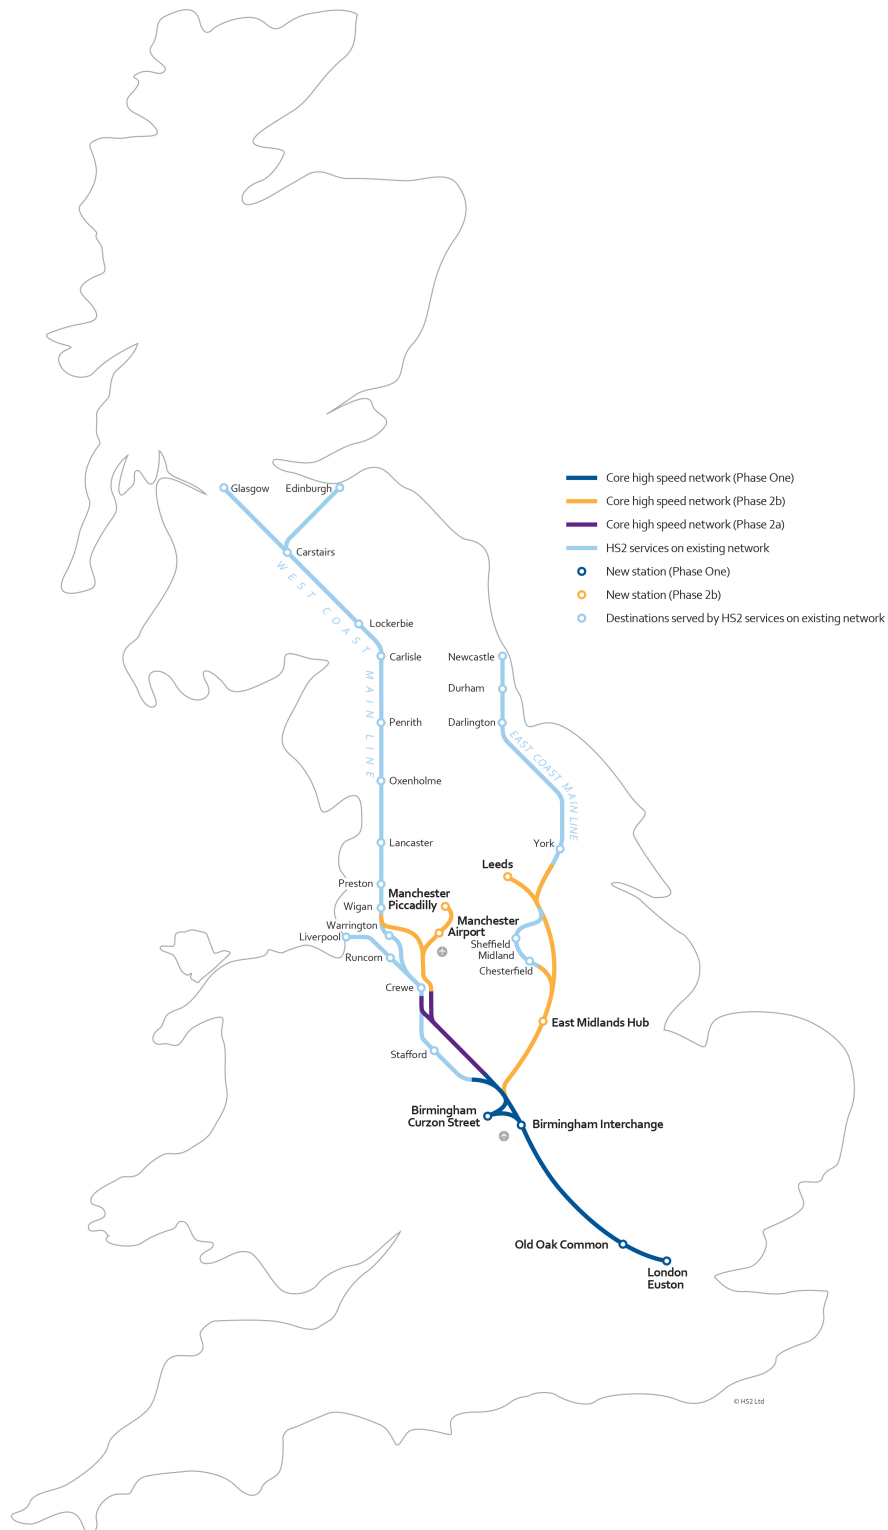 Core high speed network (Phase One)
Core high speed network (Phase 2b)
Core high speed network (Phase 2a)
HS2 services on existing network
New station (Phase One)
New station (Phase 2b)
Destinations served by HS2 services on existing network
Glasgow
Edinburgh
Carstairs
WEST COAST MAIN LINE
Lockerbie
Carlisle
Newcastle
Durham
Penrith
Darlington
EAST COAST MAIN LINE
Oxenholme
Lancaster
York
Leeds
Preston
Manchester
Piccadilly
Wigan
Manchester
Airport
Warrington
Liverpool
Sheffield
Midland
Runcorn
Chesterfield
Crewe
East Midlands Hub
Stafford
Birmingham
Curzon Street
Birmingham Interchange
Old Oak Common
London
Euston
© HS2 Ltd